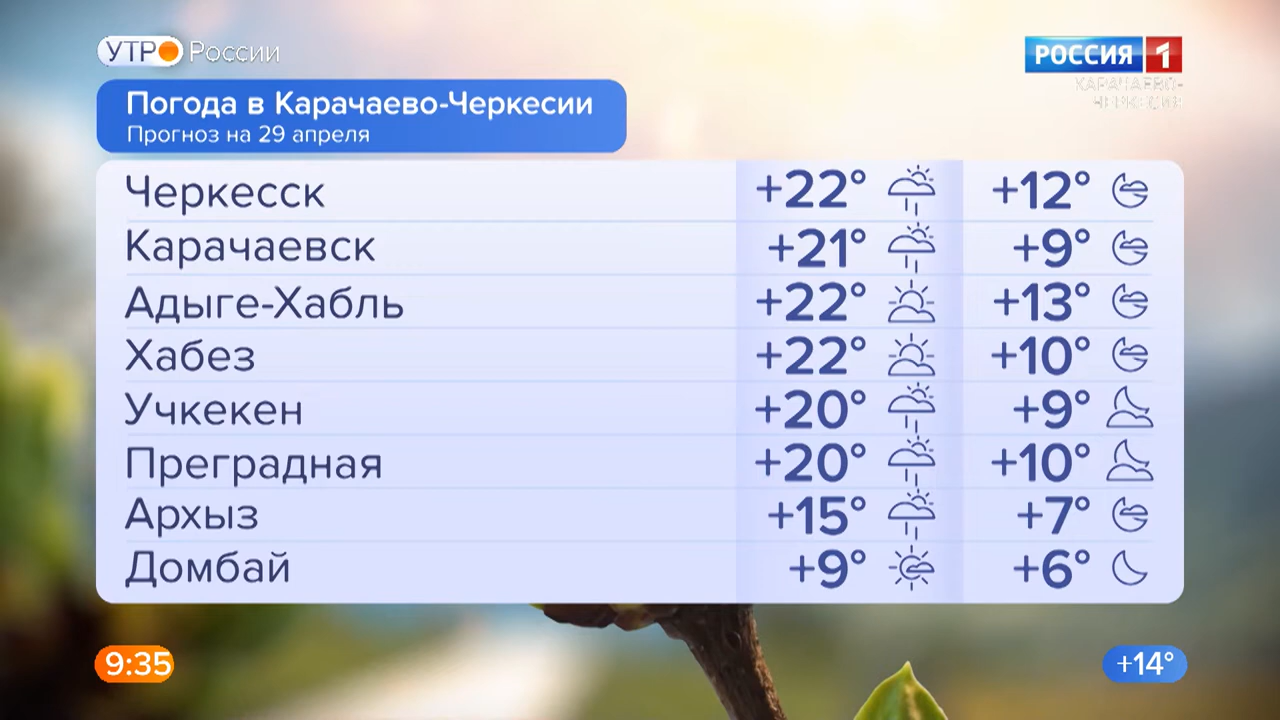 УТРО России
РОССИЯ 1
КАРАЧАЕВО-
ЧЕРКЕСИЯ
Погода в Карачаево-Черкесии
Прогноз на 29 апреля
Черкесск +22° +12°
Карачаевск +21° +9°
Адыге-Хабль +22° +13°
Хабез +22° +10°
Учкекен +20° +9°
Преградная +20° +10°
Архыз +15° +7°
Домбай +9° +6°
9:35 +14°